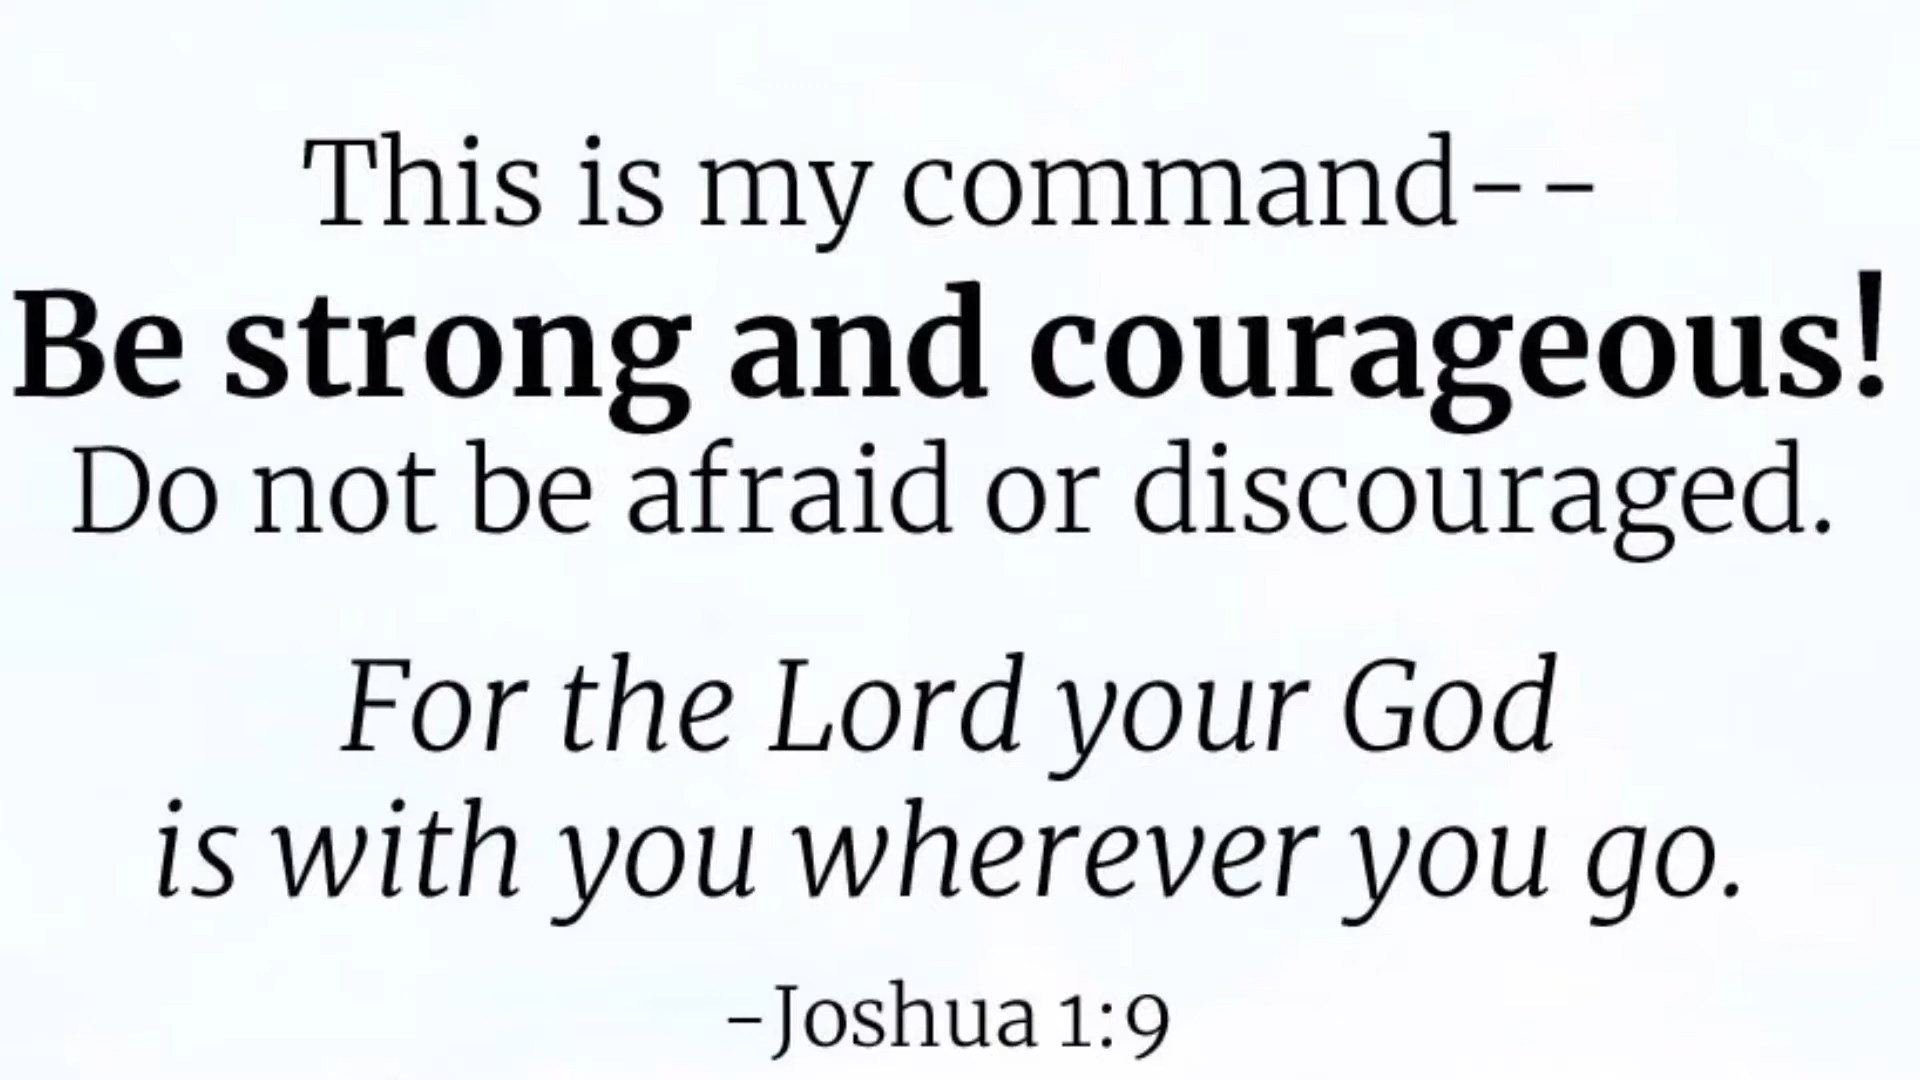 This is my command--
Be strong and courageous!
Do not be afraid or discouraged.
For the Lord your God
is with you wherever you go.
-Joshua 1:9